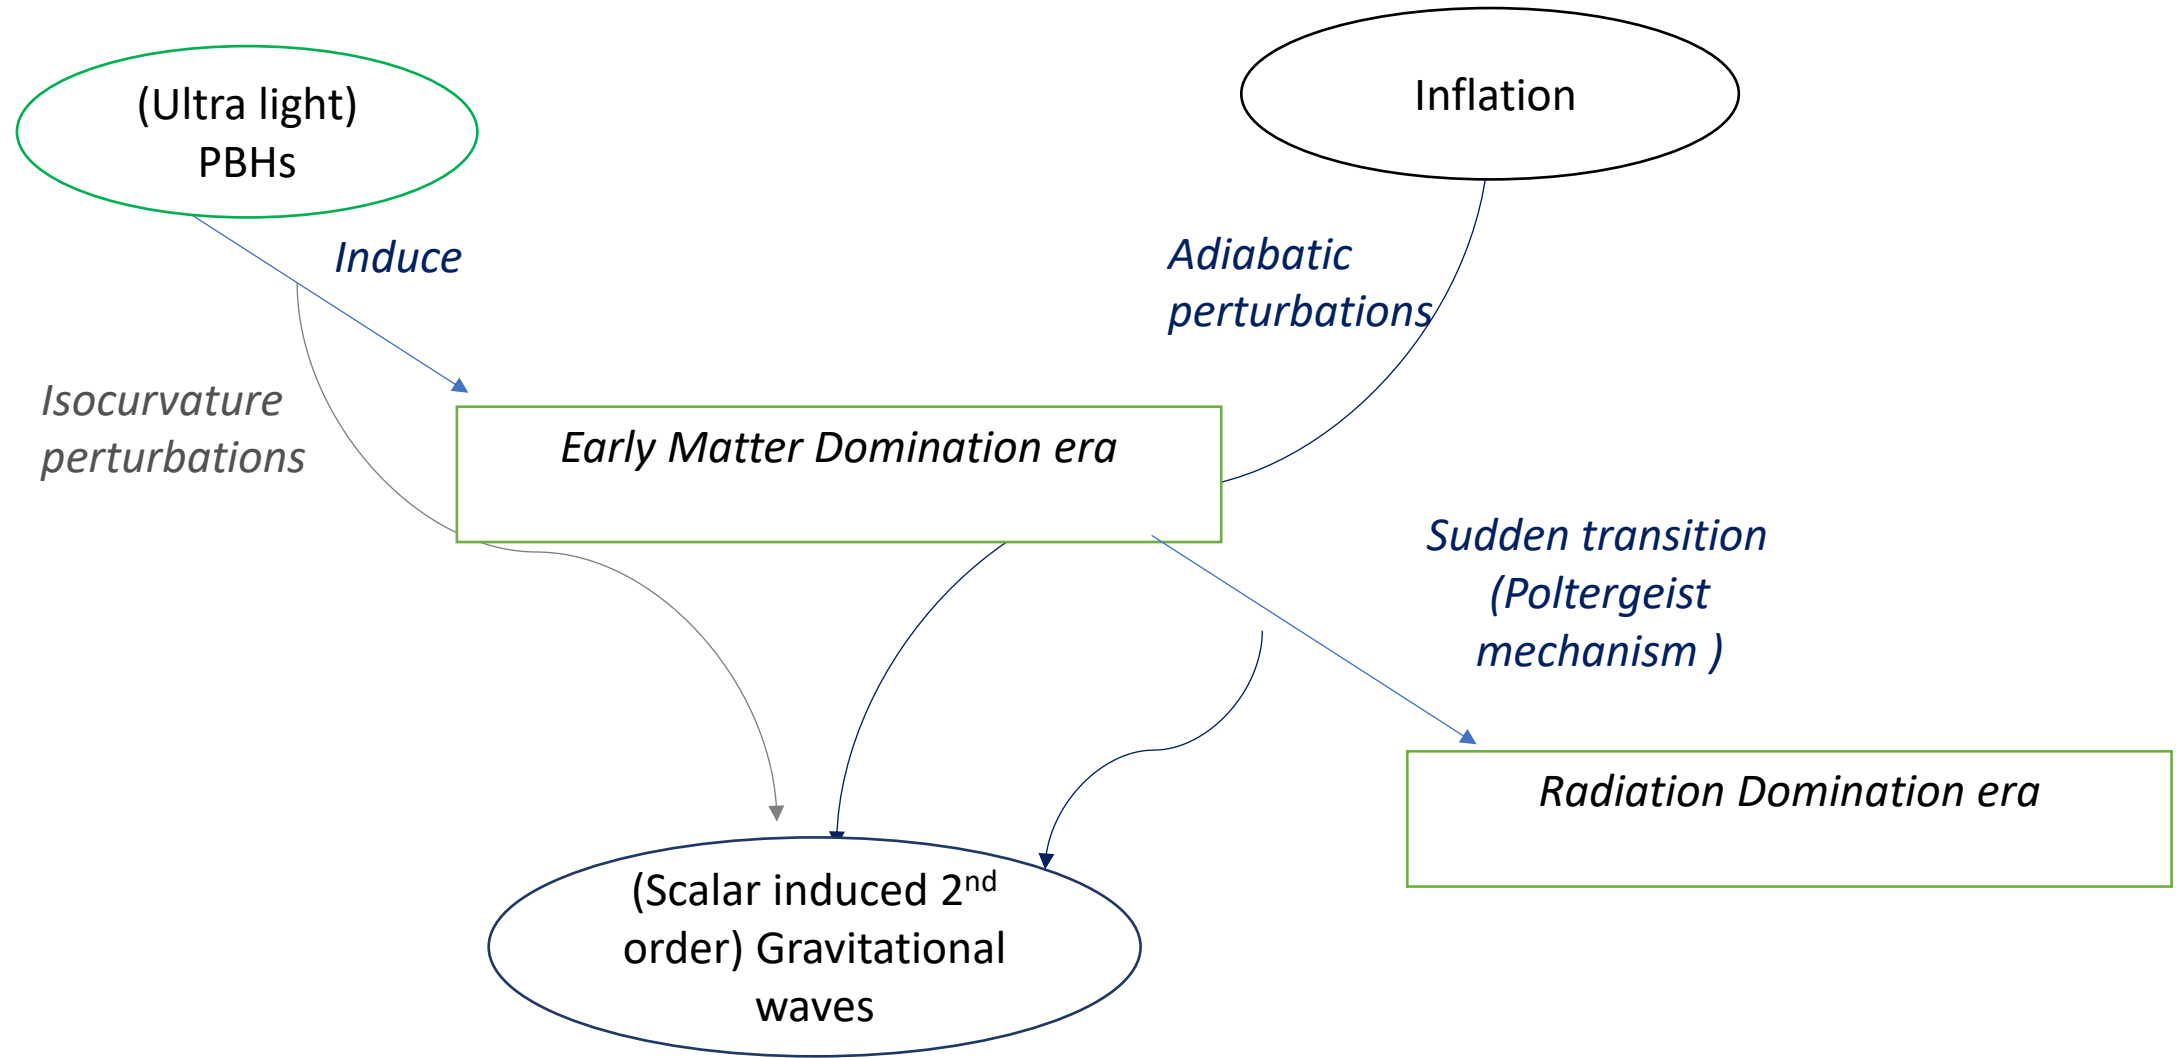 (Ultra light)
PBHs
Inflation
Induce
Adiabatic
perturbations
Isocurvature
perturbations
Early Matter Domination era
Sudden transition
(Poltergeist
mechanism )
Radiation Domination era
(Scalar induced 2nd
order) Gravitational
waves